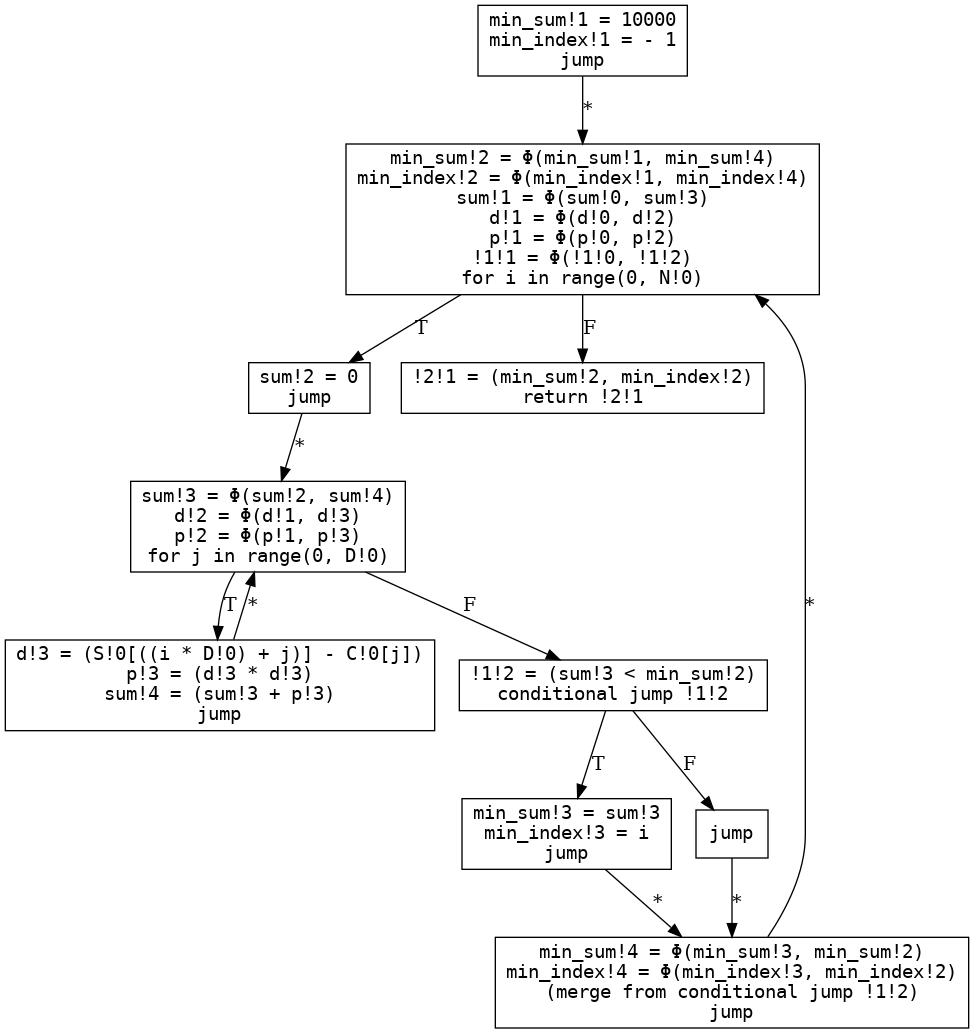 min_sum!1 = 10000
min_index!1 = - 1
jump
*
min_sum!2 = Φ(min_sum!1, min_sum!4)
min_index!2 = Φ(min_index!1, min_index!4)
sum!1 = Φ(sum!0, sum!3)
d!1 = Φ(d!0, d!2)
p!1 = Φ(p!0, p!2)
!1!1 = Φ(!1!0, !1!2)
for i in range(0, N!0)
T
F
sum!2 = 0
jump
!2!1 = (min_sum!2, min_index!2)
return !2!1
*
sum!3 = Φ(sum!2, sum!4)
d!2 = Φ(d!1, d!3)
p!2 = Φ(p!1, p!3)
for j in range(0, D!0)
T
*
F
*
d!3 = (S!0[((i * D!0) + j)] - C!0[j])
p!3 = (d!3 * d!3)
sum!4 = (sum!3 + p!3)
jump
!1!2 = (sum!3 < min_sum!2)
conditional jump !1!2
T
F
min_sum!3 = sum!3
min_index!3 = i
jump
jump
*
*
min_sum!4 = Φ(min_sum!3, min_sum!2)
min_index!4 = Φ(min_index!3, min_index!2)
(merge from conditional jump !1!2)
jump